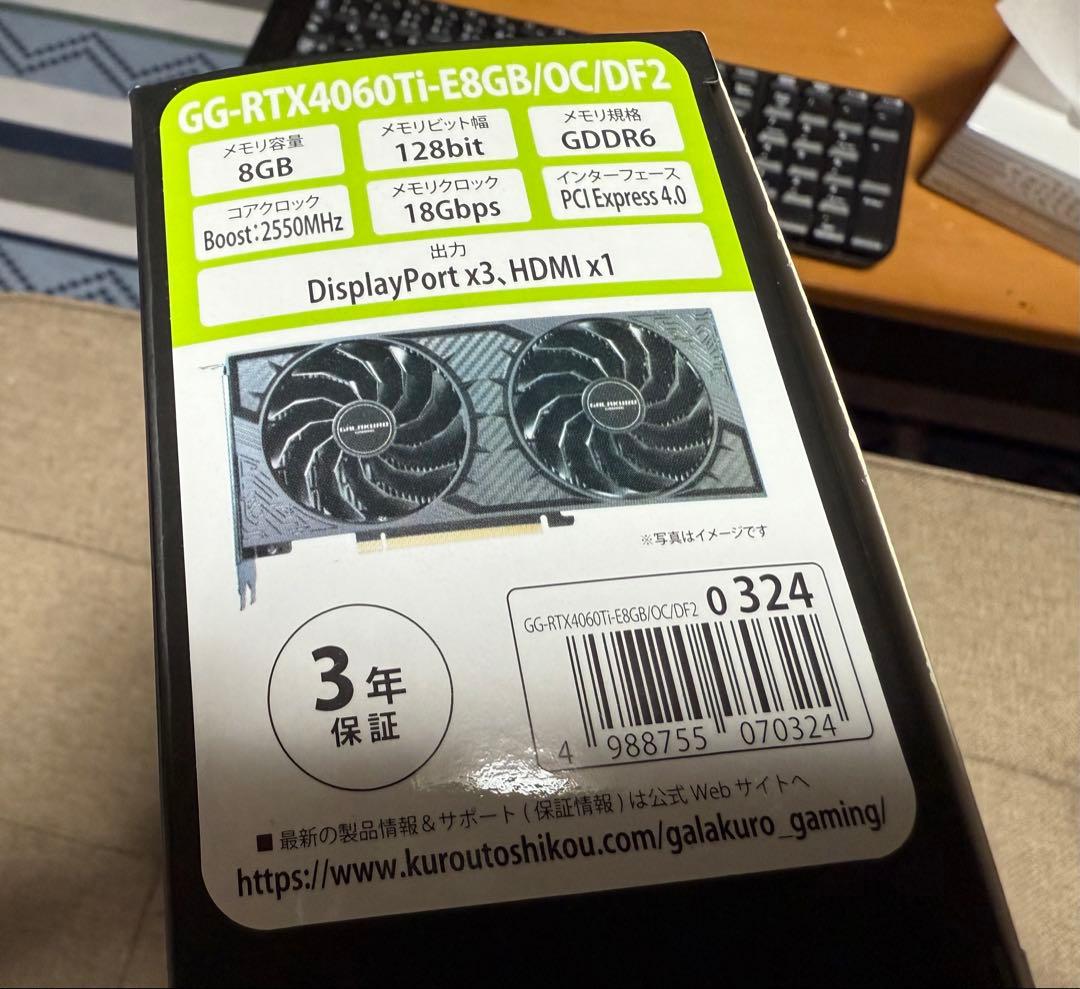 GG-RTX4060Ti-E8GB/OC/DF2
メモリ容量
8GB
メモリビット幅
128bit
メモリ規格
GDDR6
コアクロック
Boost:2550MHz
メモリクロック
18Gbps
インターフェース
PCI Express 4.0
出力
DisplayPort x3、HDMI x1
GALAKURO
GAMING
GALAKURO
GAMING
※写真はイメージです
3年
保証
GG-RTX4060Ti-E8GB/OC/DF2 0 324
4 988755 070324
■ 最新の製品情報&サポート(保証情報)は公式Webサイトへ
https://www.kuroutoshikou.com/galakuro_gaming/